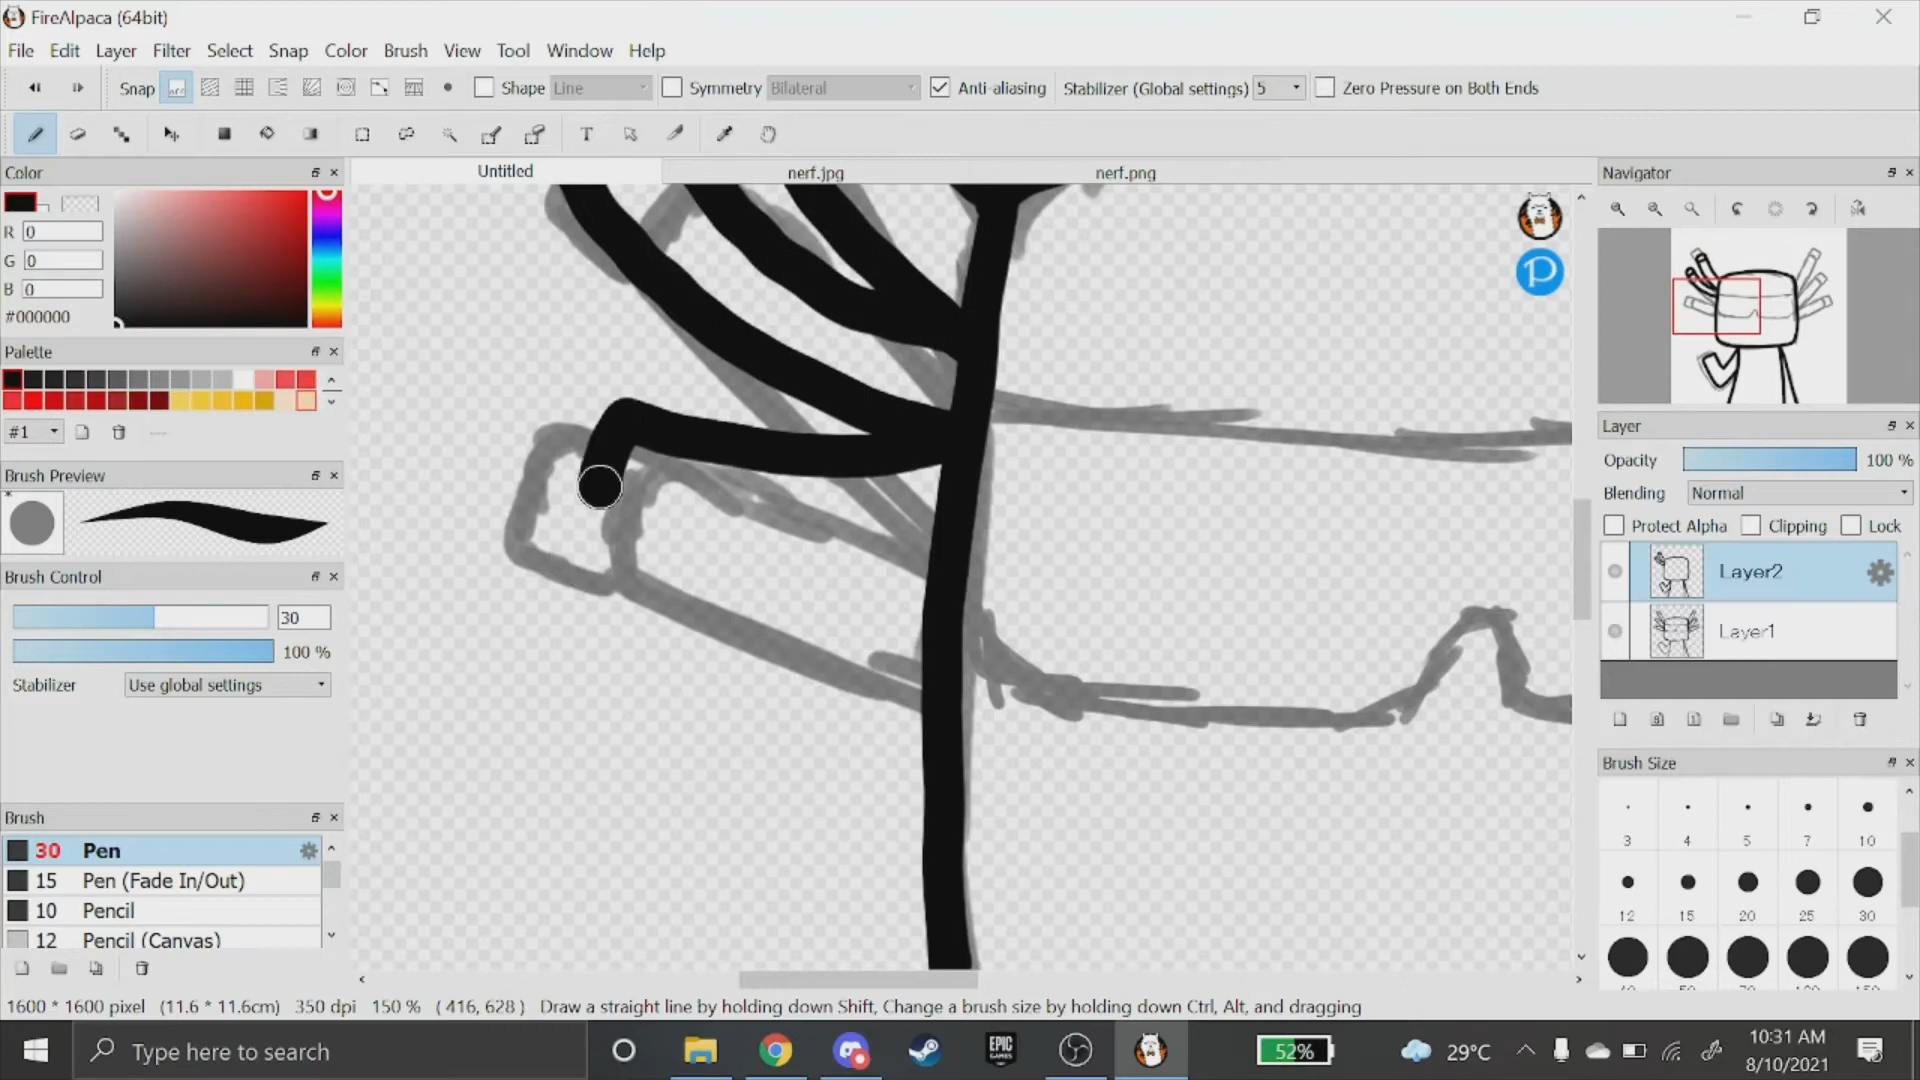 FireAlpaca (64bit)
File Edit Layer Filter Select Snap Color Brush View Tool Window Help
Snap Shape Line Symmetry Bilateral Anti-aliasing Stabilizer (Global settings) 5 Zero Pressure on Both Ends
T
Color
Untitled nerf.jpg nerf.png
Navigator
R 0
G 0
B 0
#000000
P
Palette
#1
Layer
Opacity 100 %
Blending Normal
Protect Alpha Clipping Lock
Layer2
Layer1
Brush Preview
*
Brush Control
30
100 %
Stabilizer Use global settings
Brush Size
3 4 5 7 10
12 15 20 25 30
Brush
30 Pen
15 Pen (Fade In/Out)
10 Pencil
12 Pencil (Canvas)
1600 * 1600 pixel (11.6 * 11.6cm) 350 dpi 150 % ( 416, 628 ) Draw a straight line by holding down Shift, Change a brush size by holding down Ctrl, Alt, and dragging
Type here to search
EPIC
GAMES
52%
29°C
10:31 AM
8/10/2021